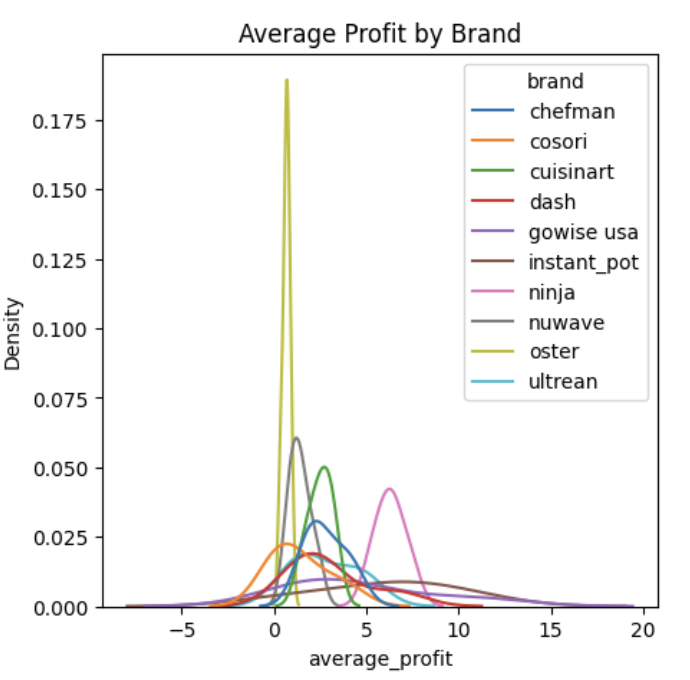 Average Profit by Brand
brand
chefman
cosori
cuisinart
dash
gowise usa
instant_pot
ninja
nuwave
oster
ultrean
0.175
0.150
0.125
0.100
0.075
0.050
0.025
0.000
Density
−5
0
5
10
15
20
average_profit